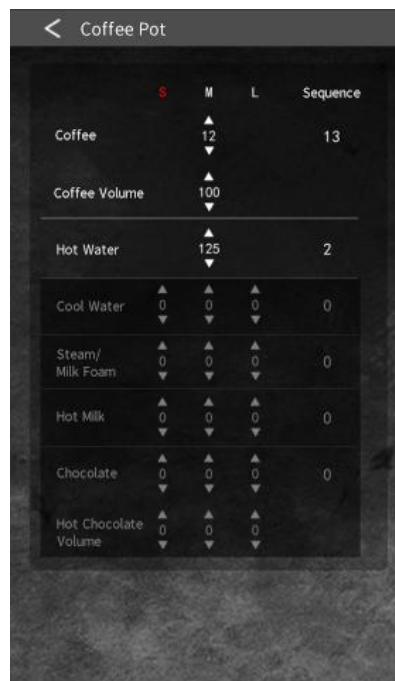 Coffee Pot
S M L Sequence
Coffee 12 13
Coffee Volume 100
Hot Water 125 2
Cool Water 0 0 0 0
Steam/
Milk Foam 0 0 0 0
Hot Milk 0 0 0 0
Chocolate 0 0 0 0
Hot Chocolate
Volume 0 0 0